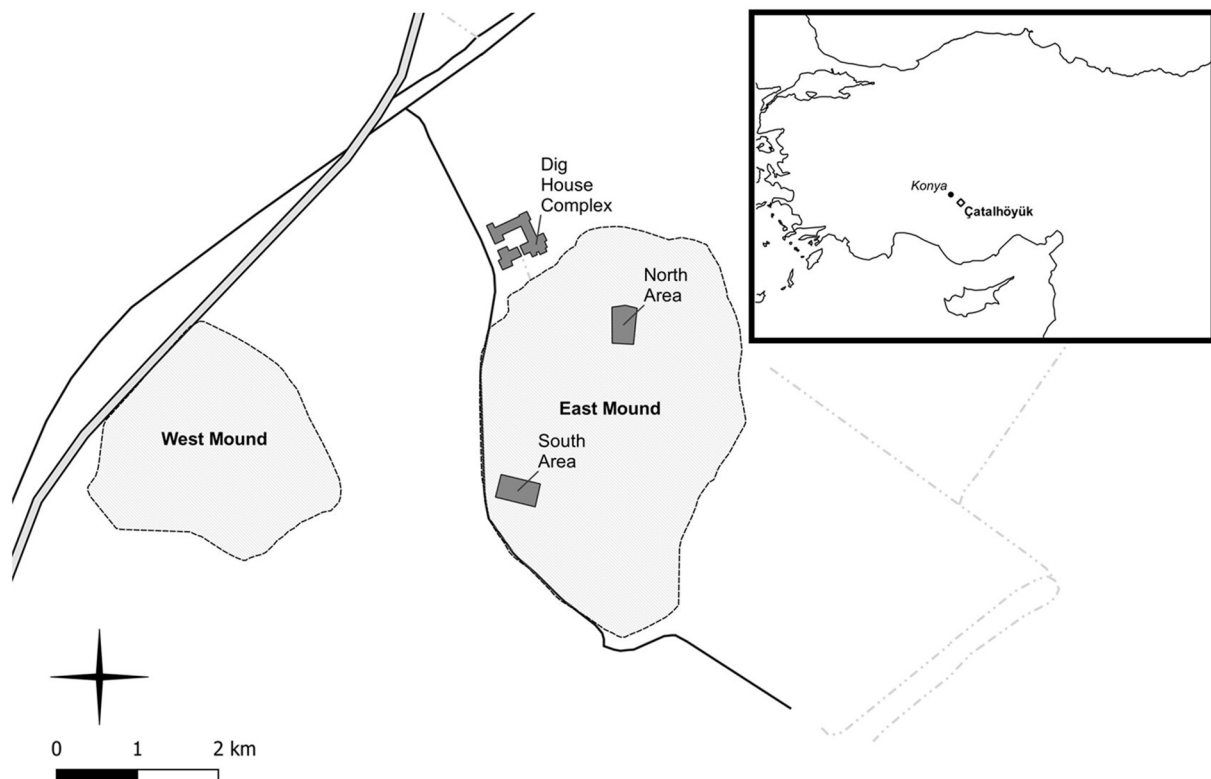 Dig
House
Complex
Konya
Çatalhöyük
North
Area
West Mound
East Mound
South
Area
0 1 2 km